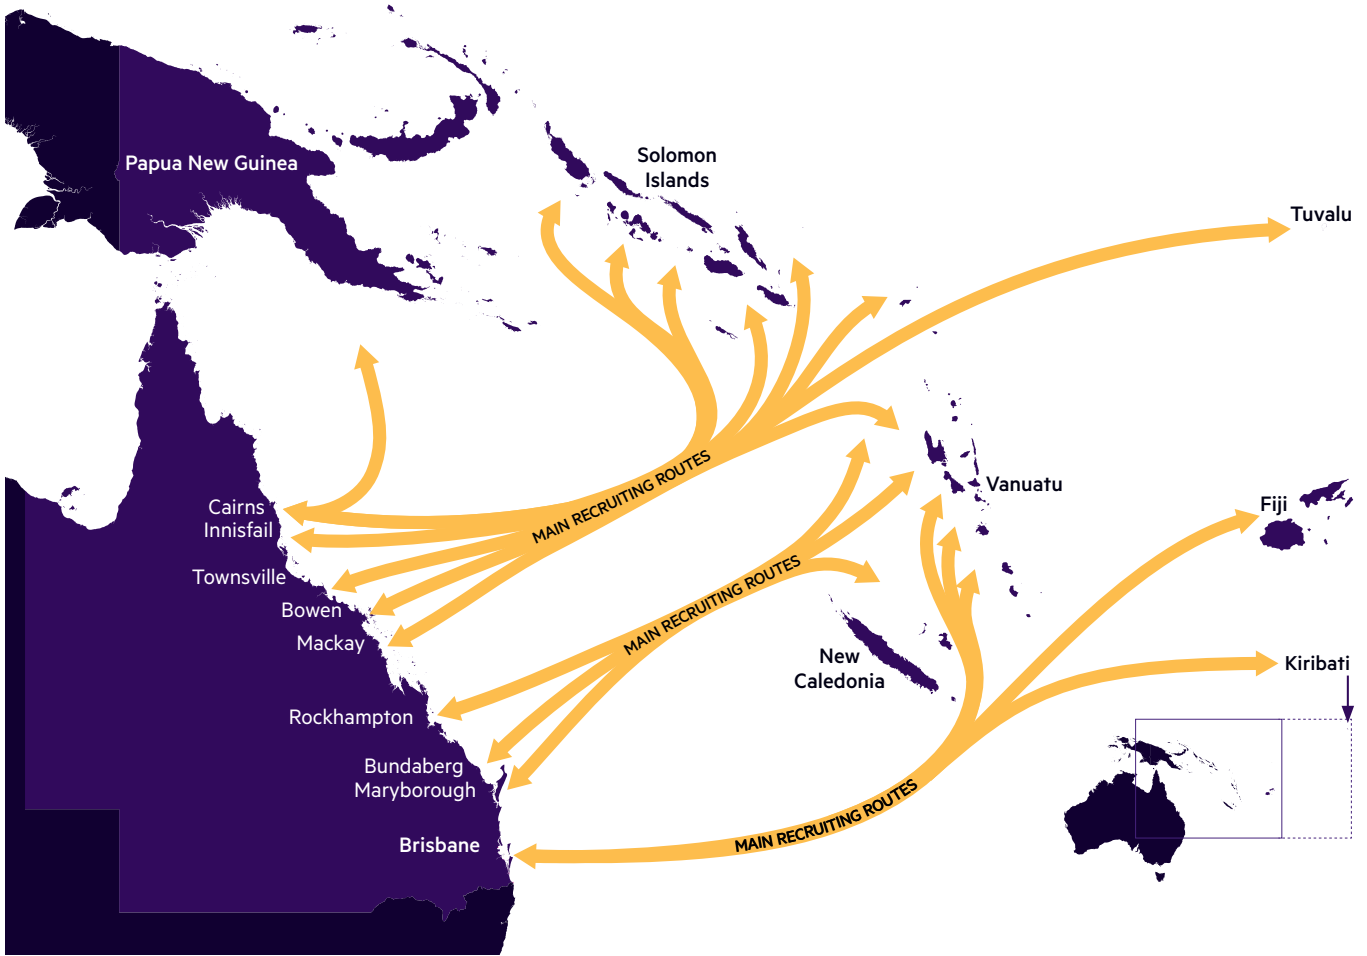 Solomon
Islands
Papua New Guinea
Tuvalu
MAIN RECRUITING ROUTES
Vanuatu
Cairns
Innisfail
Fiji
Townsville
MAIN RECRUITING ROUTES
Bowen
Mackay
New
Caledonia
Kiribati
Rockhampton
Bundaberg
Maryborough
MAIN RECRUITING ROUTES
Brisbane